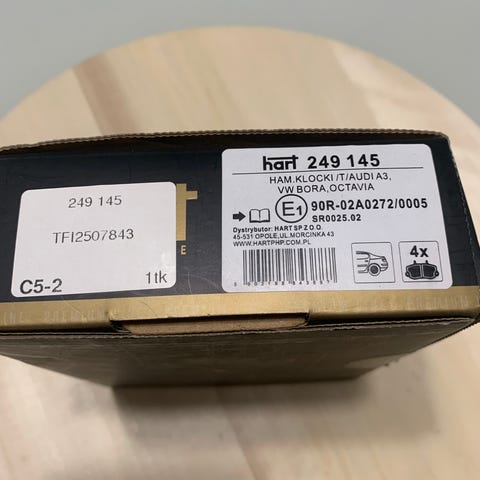 249 145
TFI2507843
C5-2
1tk
hart 249 145
HAM.KLOCKI /T/AUDI A3,
VW BORA,OCTAVIA
E1 90R-02A0272/0005
SR0025.02
Dystrybutor: HART SP.Z O.O.
45-531 OPOLE,UL.MORCINKA 43
WWW.HARTPHP.COM.PL
4x